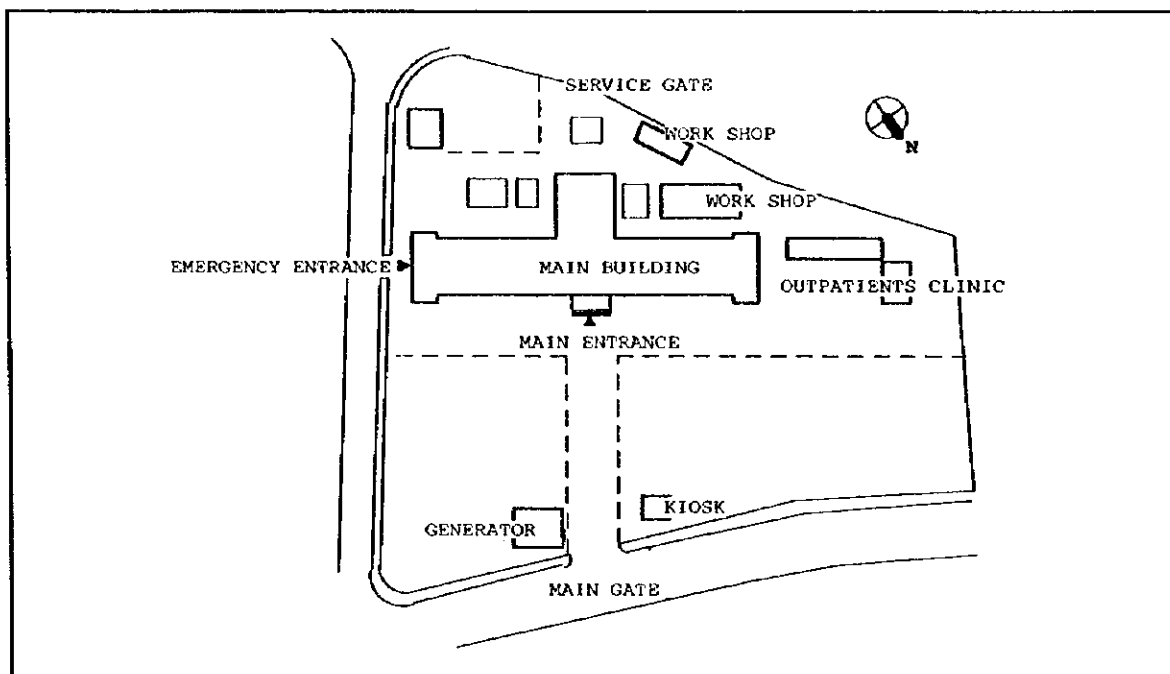 SERVICE GATE
WORK SHOP
N
WORK SHOP
EMERGENCY ENTRANCE
MAIN BUILDING
OUTPATIENTS CLINIC
MAIN ENTRANCE
KIOSK
GENERATOR
MAIN GATE